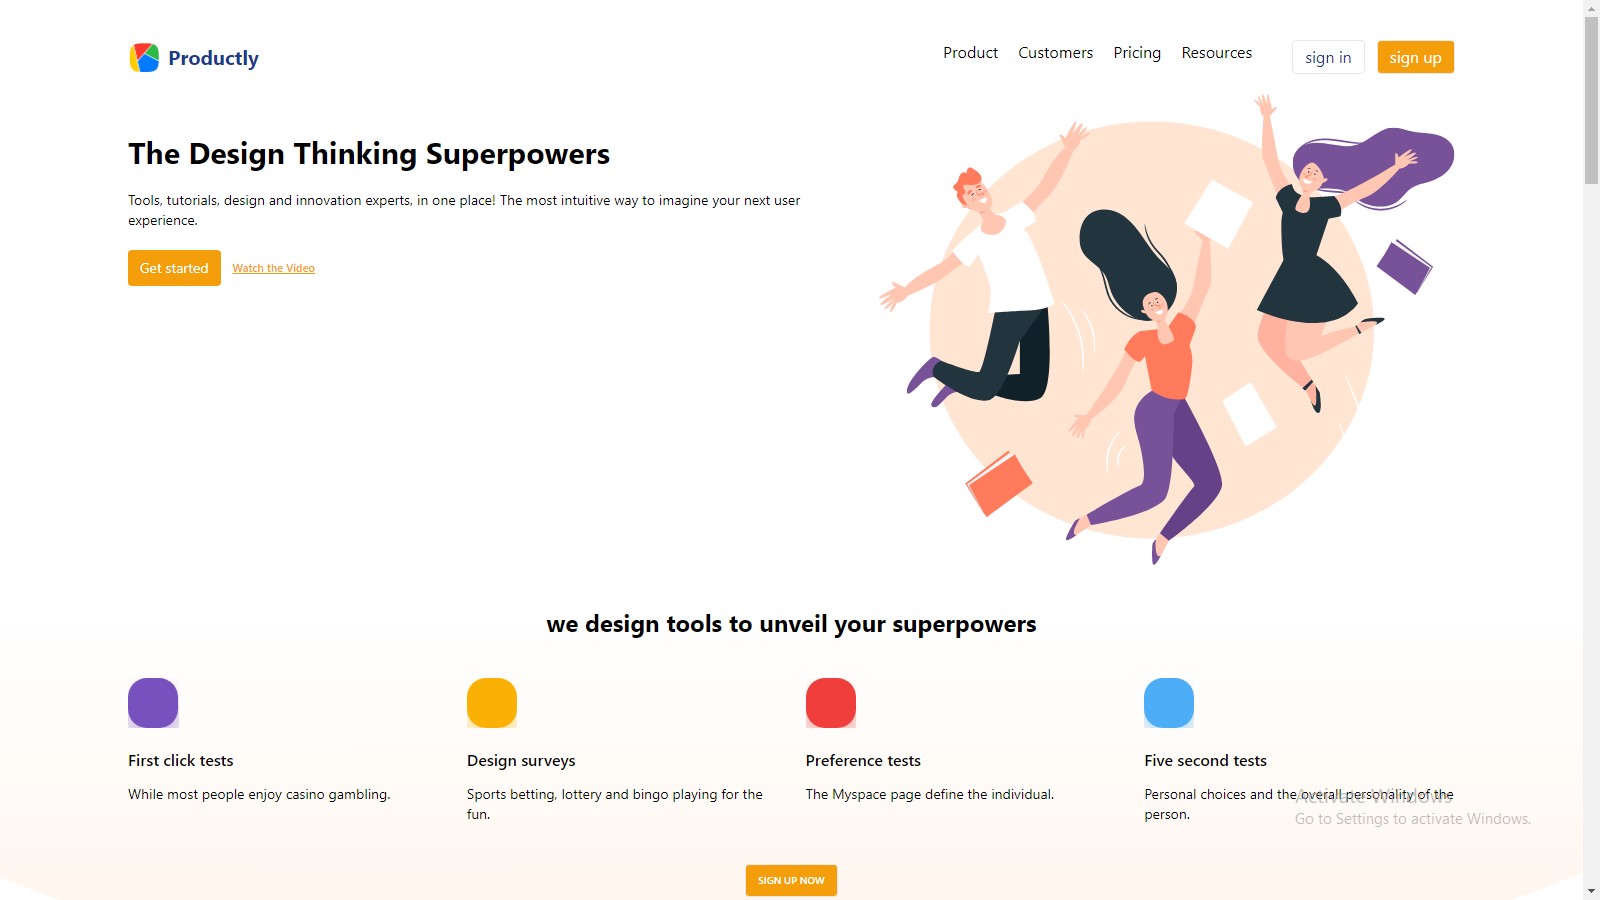 Productly
Product Customers Pricing Resources sign in sign up
The Design Thinking Superpowers
Tools, tutorials, design and innovation experts, in one place! The most intuitive way to imagine your next user
experience.
Get started Watch the Video
we design tools to unveil your superpowers
First click tests
While most people enjoy casino gambling.
Design surveys
Sports betting, lottery and bingo playing for the
fun.
Preference tests
The Myspace page define the individual.
Five second tests
Personal choices and the overall personality of the
person.
Activate Windows
Go to Settings to activate Windows.
SIGN UP NOW